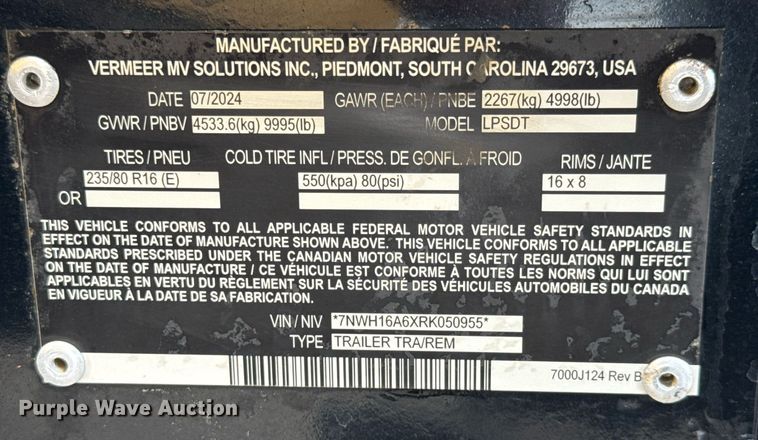 MANUFACTURED BY / FABRIQUÉ PAR:
VERMEER MV SOLUTIONS INC., PIEDMONT, SOUTH CAROLINA 29673, USA
DATE 07/2024 GAWR (EACH) / PNBE 2267(kg) 4998(lb)
GVWR / PNBV 4533.6(kg) 9995(lb) MODEL LPSDT
TIRES / PNEU COLD TIRE INFL / PRESS. DE GONFL. À FROID RIMS / JANTE
235/80 R16 (E) 550(kpa) 80(psi) 16 x 8
OR
THIS VEHICLE CONFORMS TO ALL APPLICABLE FEDERAL MOTOR VEHICLE SAFETY STANDARDS IN
EFFECT ON THE DATE OF MANUFACTURE SHOWN ABOVE. THIS VEHICLE CONFORMS TO ALL APPLICABLE
STANDARDS PRESCRIBED UNDER THE CANADIAN MOTOR VEHICLE SAFETY REGULATIONS IN EFFECT
ON THE DATE OF MANUFACTURE / CE VÉHICULE EST CONFORME À TOUTES LES NORMS QUI LUI SONT
APPLICABLES EN VERTU DU RÈGLEMENT SUR LA SÉCURITÉ DES VÉHICULES AUTOMOBILES DU CANADA
EN VIGUEUR À LA DATE DE SA FABRICATION.
VIN / NIV *7NWH16A6XRK050955*
TYPE TRAILER TRA/REM
7000J124 Rev B
Purple Wave Auction